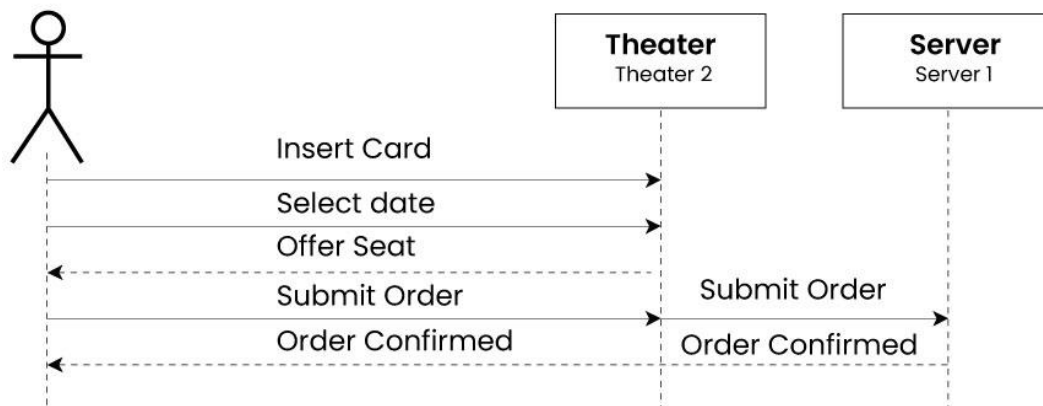 Theater
Theater 2
Server
Server 1
Insert Card
Select date
Offer Seat
Submit Order
Submit Order
Order Confirmed
Order Confirmed